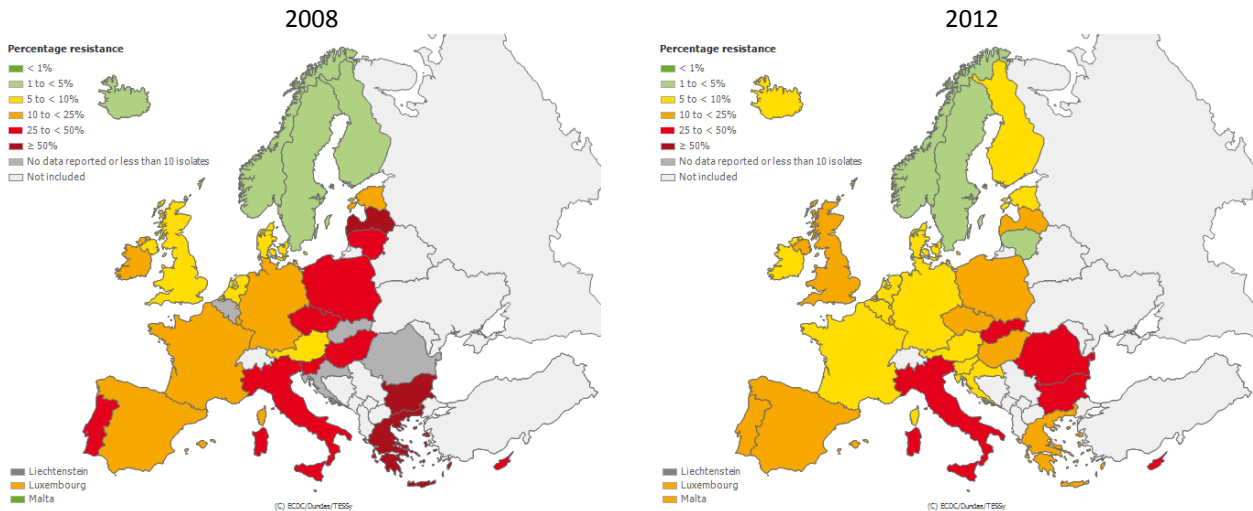 2008
Percentage resistance
< 1%
1 to < 5%
5 to < 10%
10 to < 25%
25 to < 50%
≥ 50%
No data reported or less than 10 isolates
Not included
Liechtenstein
Luxembourg
Malta
(C) ECDC/Dundas/TESSy
2012
Percentage resistance
< 1%
1 to < 5%
5 to < 10%
10 to < 25%
25 to < 50%
≥ 50%
No data reported or less than 10 isolates
Not included
Liechtenstein
Luxembourg
Malta
(C) ECDC/Dundas/TESSy